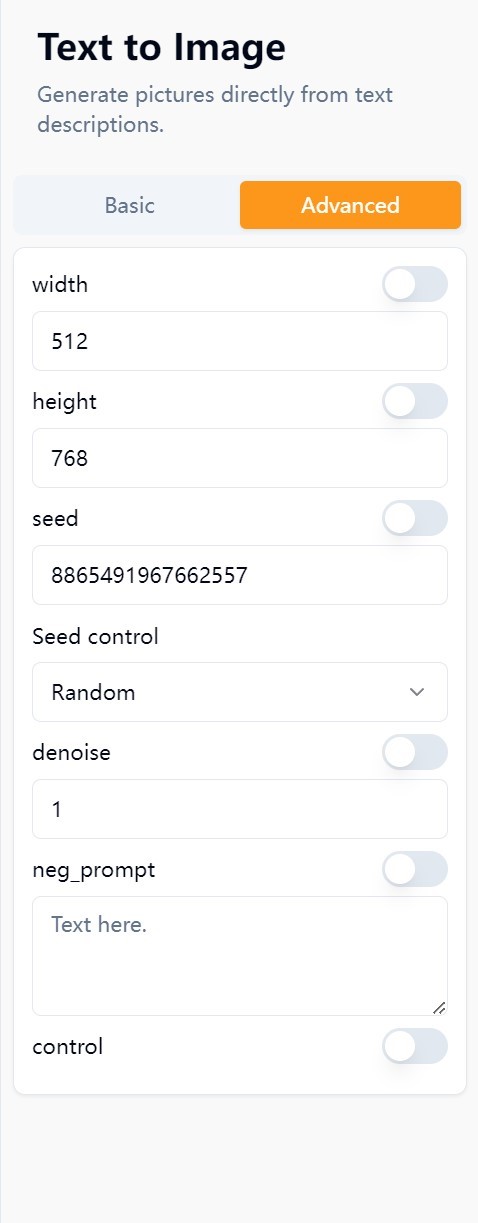 Text to Image
Generate pictures directly from text
descriptions.
Basic
Advanced
width
512
height
768
seed
8865491967662557
Seed control
Random
denoise
1
neg_prompt
Text here.
control